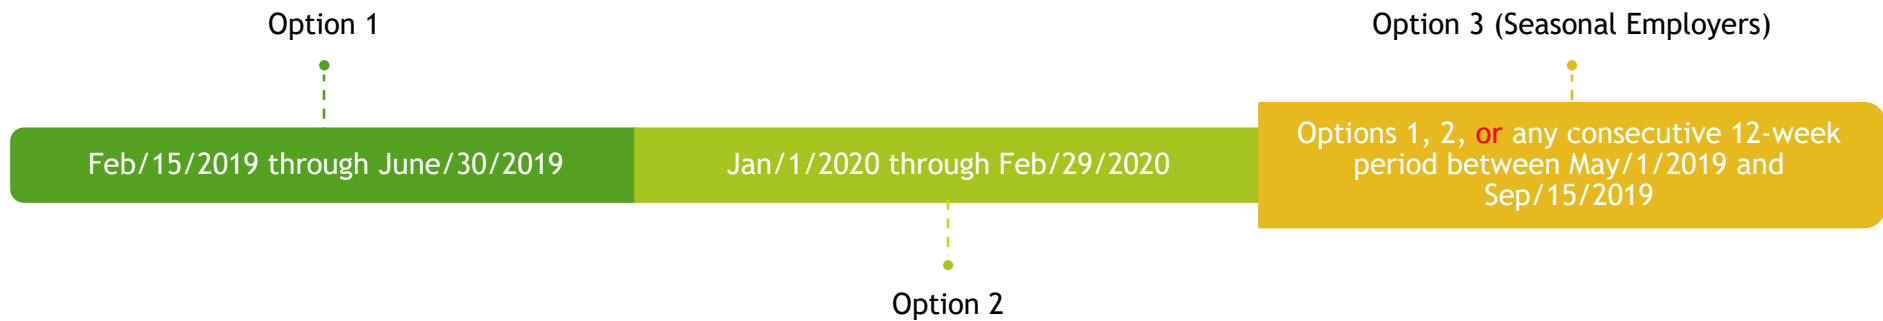 Option 1
Option 3 (Seasonal Employers)
Feb/15/2019 through June/30/2019
Jan/1/2020 through Feb/29/2020
Options 1, 2, or any consecutive 12-week
period between May/1/2019 and
Sep/15/2019
Option 2